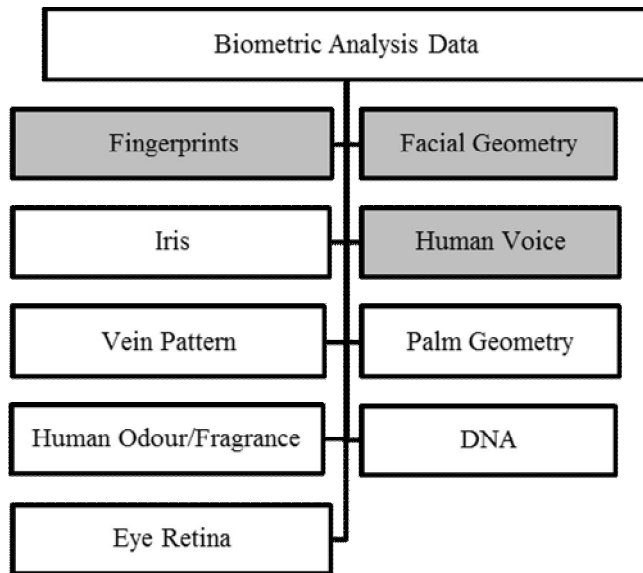 Biometric Analysis Data
Fingerprints
Facial Geometry
Iris
Human Voice
Vein Pattern
Palm Geometry
Human Odour/Fragrance
DNA
Eye Retina